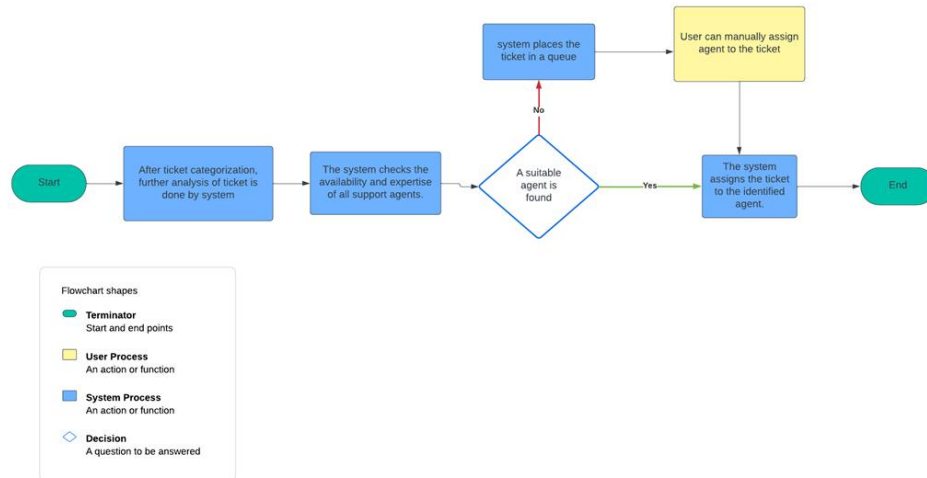 system places the
ticket in a queue
User can manually assign
agent to the ticket
No
Start
After ticket categorization,
further analysis of ticket is
done by system
The system checks the
availability and expertise
of all support agents.
A suitable
agent is
found
Yes
The system
assigns the ticket
to the identified
agent.
End
Flowchart shapes
Terminator
Start and end points
User Process
An action or function
System Process
An action or function
Decision
A question to be answered